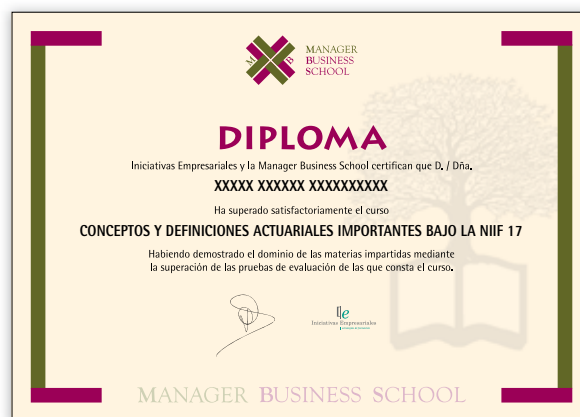 M B
MANAGER
BUSINESS
SCHOOL
DIPLOMA
Iniciativas Empresariales y la Manager Business School certifican que D. / Dña.
XXXXX XXXXXX XXXXXXXXXX
Ha superado satisfactoriamente el curso
CONCEPTOS Y DEFINICIONES ACTUARIALES IMPORTANTES BAJO LA NIIF 17
Habiendo demostrado el dominio de las materias impartidas mediante
la superación de las pruebas de evaluación de las que consta el curso.
Iniciativas Empresariales
MANAGER BUSINESS SCHOOL